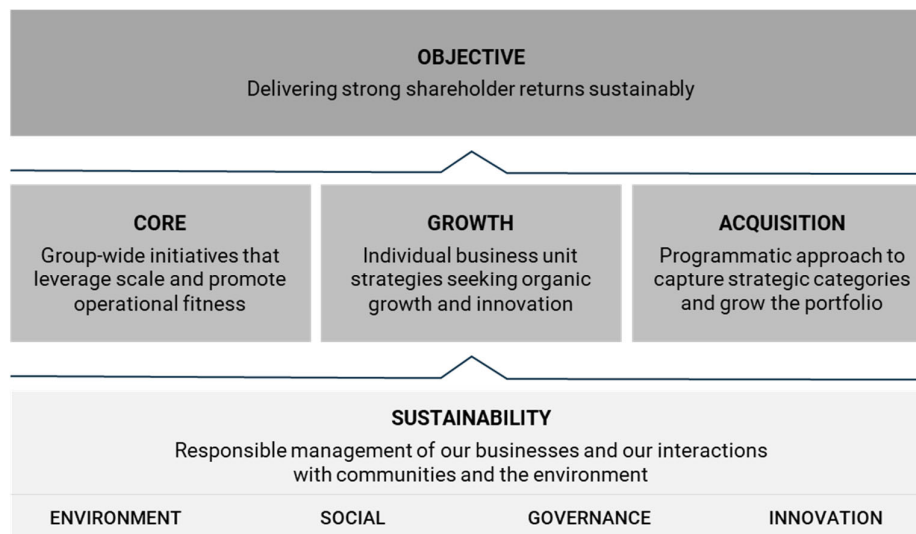 OBJECTIVE
Delivering strong shareholder returns sustainably
CORE
Group-wide initiatives that
leverage scale and promote
operational fitness
GROWTH
Individual business unit
strategies seeking organic
growth and innovation
ACQUISITION
Programmatic approach to
capture strategic categories
and grow the portfolio
SUSTAINABILITY
Responsible management of our businesses and our interactions
with communities and the environment
ENVIRONMENT SOCIAL GOVERNANCE INNOVATION